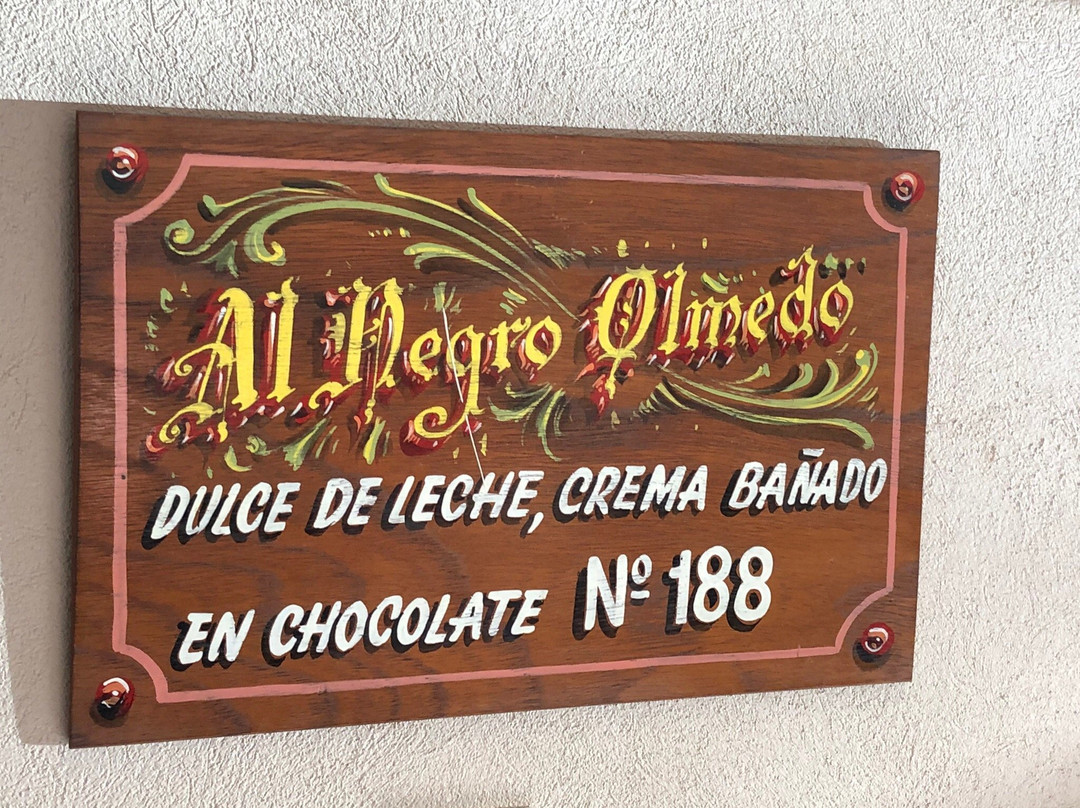 Al Negro Olmedo
DULCE DE LECHE, CREMA BAÑADO
EN CHOCOLATE Nº 188